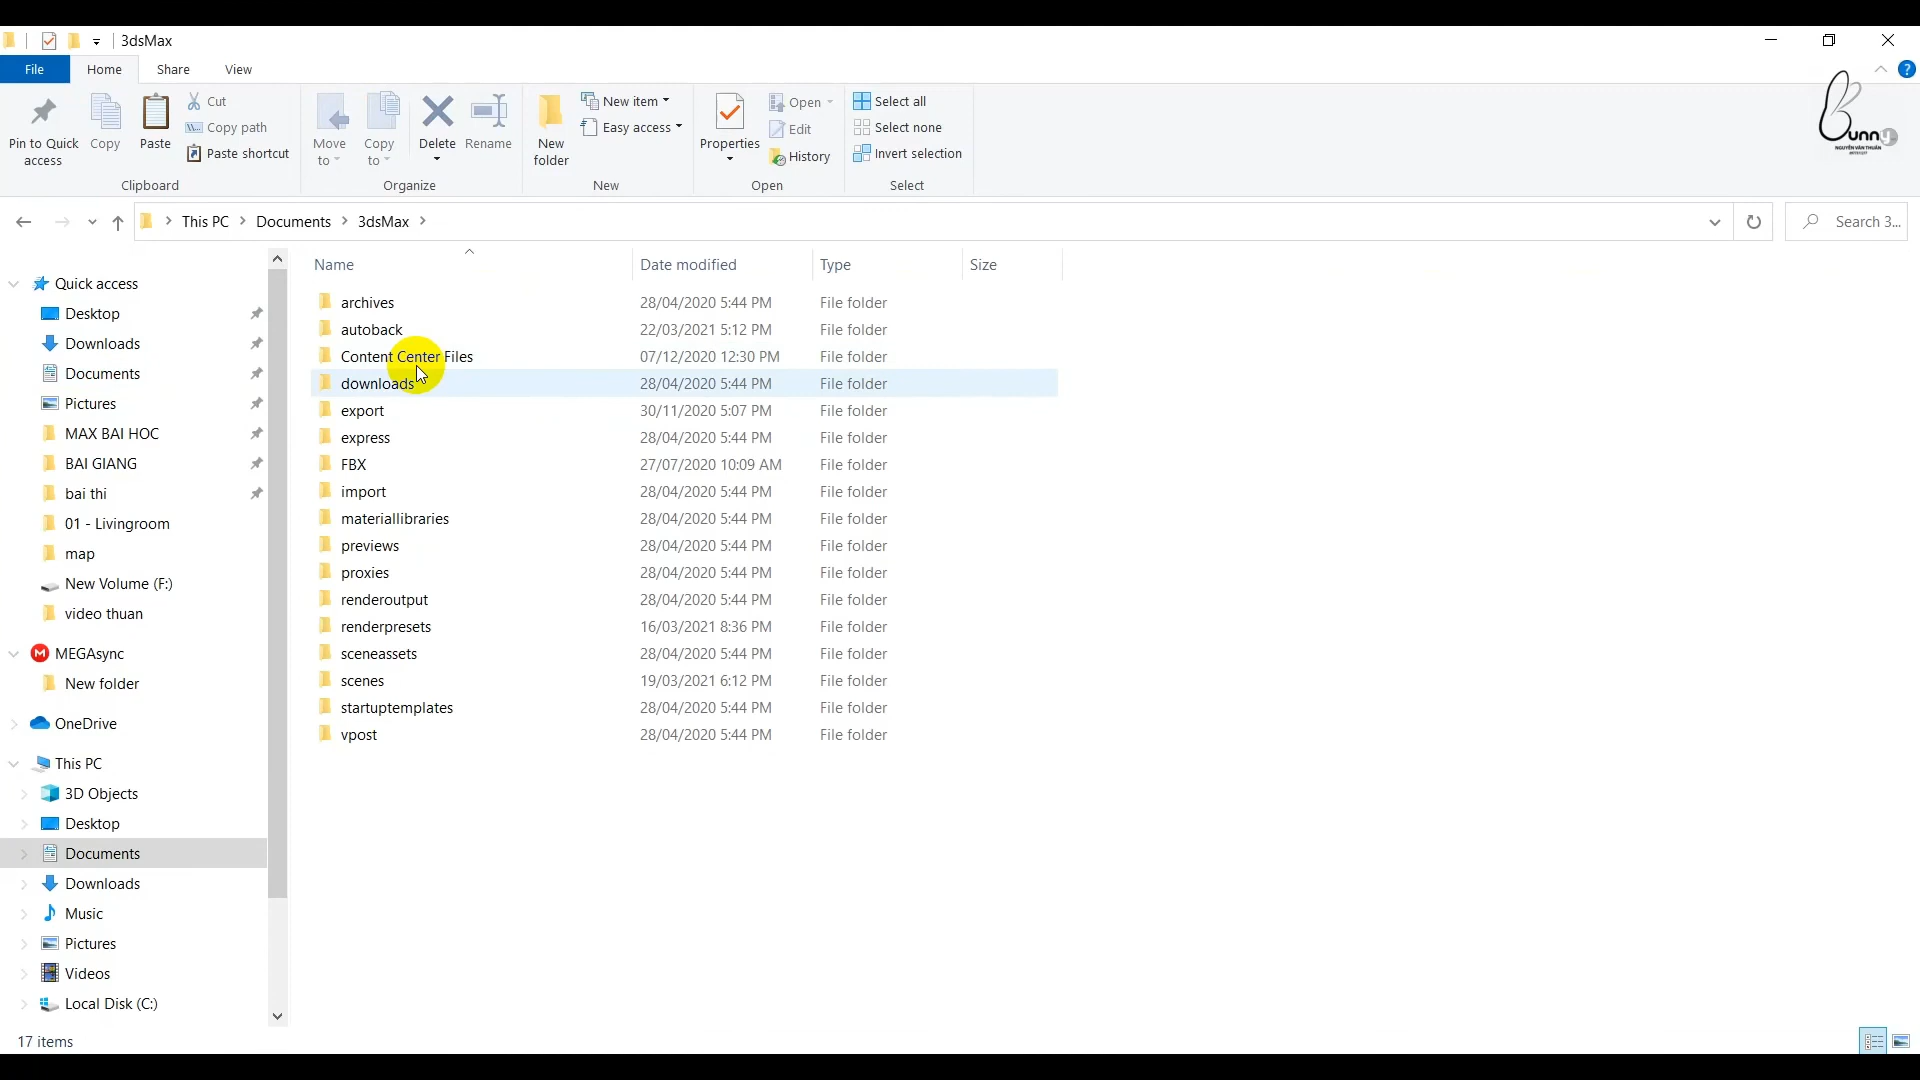 3dsMax
File Home Share View
Pin to Quick access
Copy
Paste
Cut
Copy path
Paste shortcut
Clipboard
Move to
Copy to
Delete
Rename
Organize
New folder
New item
Easy access
New
Properties
Open
Edit
History
Open
Select all
Select none
Invert selection
Select
Bunny
NGUYỄN VĂN THUẬN
This PC Documents 3dsMax
Search 3...
Quick access
Desktop
Downloads
Documents
Pictures
MAX BAI HOC
BAI GIANG
bai thi
01 - Livingroom
map
New Volume (F:)
video thuan
MEGAsync
New folder
OneDrive
This PC
3D Objects
Desktop
Documents
Downloads
Music
Pictures
Videos
Local Disk (C:)
Name Date modified Type Size
archives 28/04/2020 5:44 PM File folder
autoback 22/03/2021 5:12 PM File folder
Content Center Files 07/12/2020 12:30 PM File folder
downloads 28/04/2020 5:44 PM File folder
export 30/11/2020 5:07 PM File folder
express 28/04/2020 5:44 PM File folder
FBX 27/07/2020 10:09 AM File folder
import 28/04/2020 5:44 PM File folder
materiallibraries 28/04/2020 5:44 PM File folder
previews 28/04/2020 5:44 PM File folder
proxies 28/04/2020 5:44 PM File folder
renderoutput 28/04/2020 5:44 PM File folder
renderpresets 16/03/2021 8:36 PM File folder
sceneassets 28/04/2020 5:44 PM File folder
scenes 19/03/2021 6:12 PM File folder
startuptemplates 28/04/2020 5:44 PM File folder
vpost 28/04/2020 5:44 PM File folder
17 items